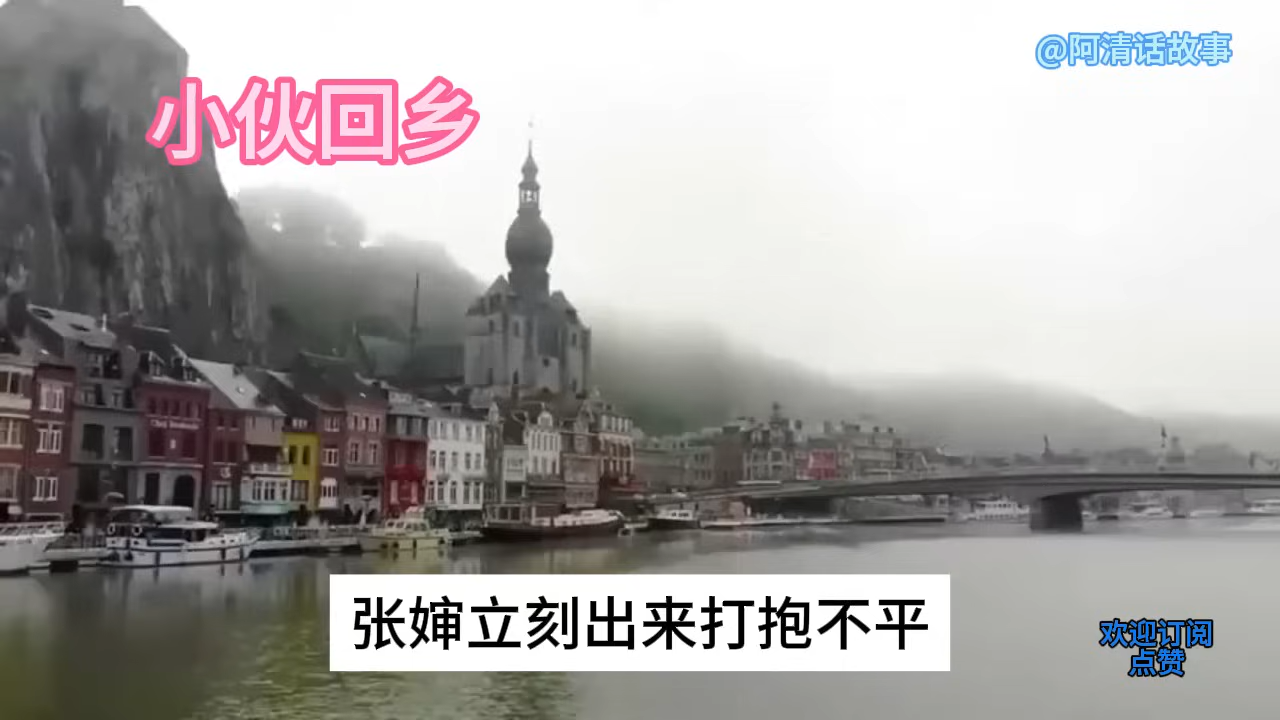 @阿清话故事
小伙回乡
张婶立刻出来打抱不平
欢迎订阅
点赞